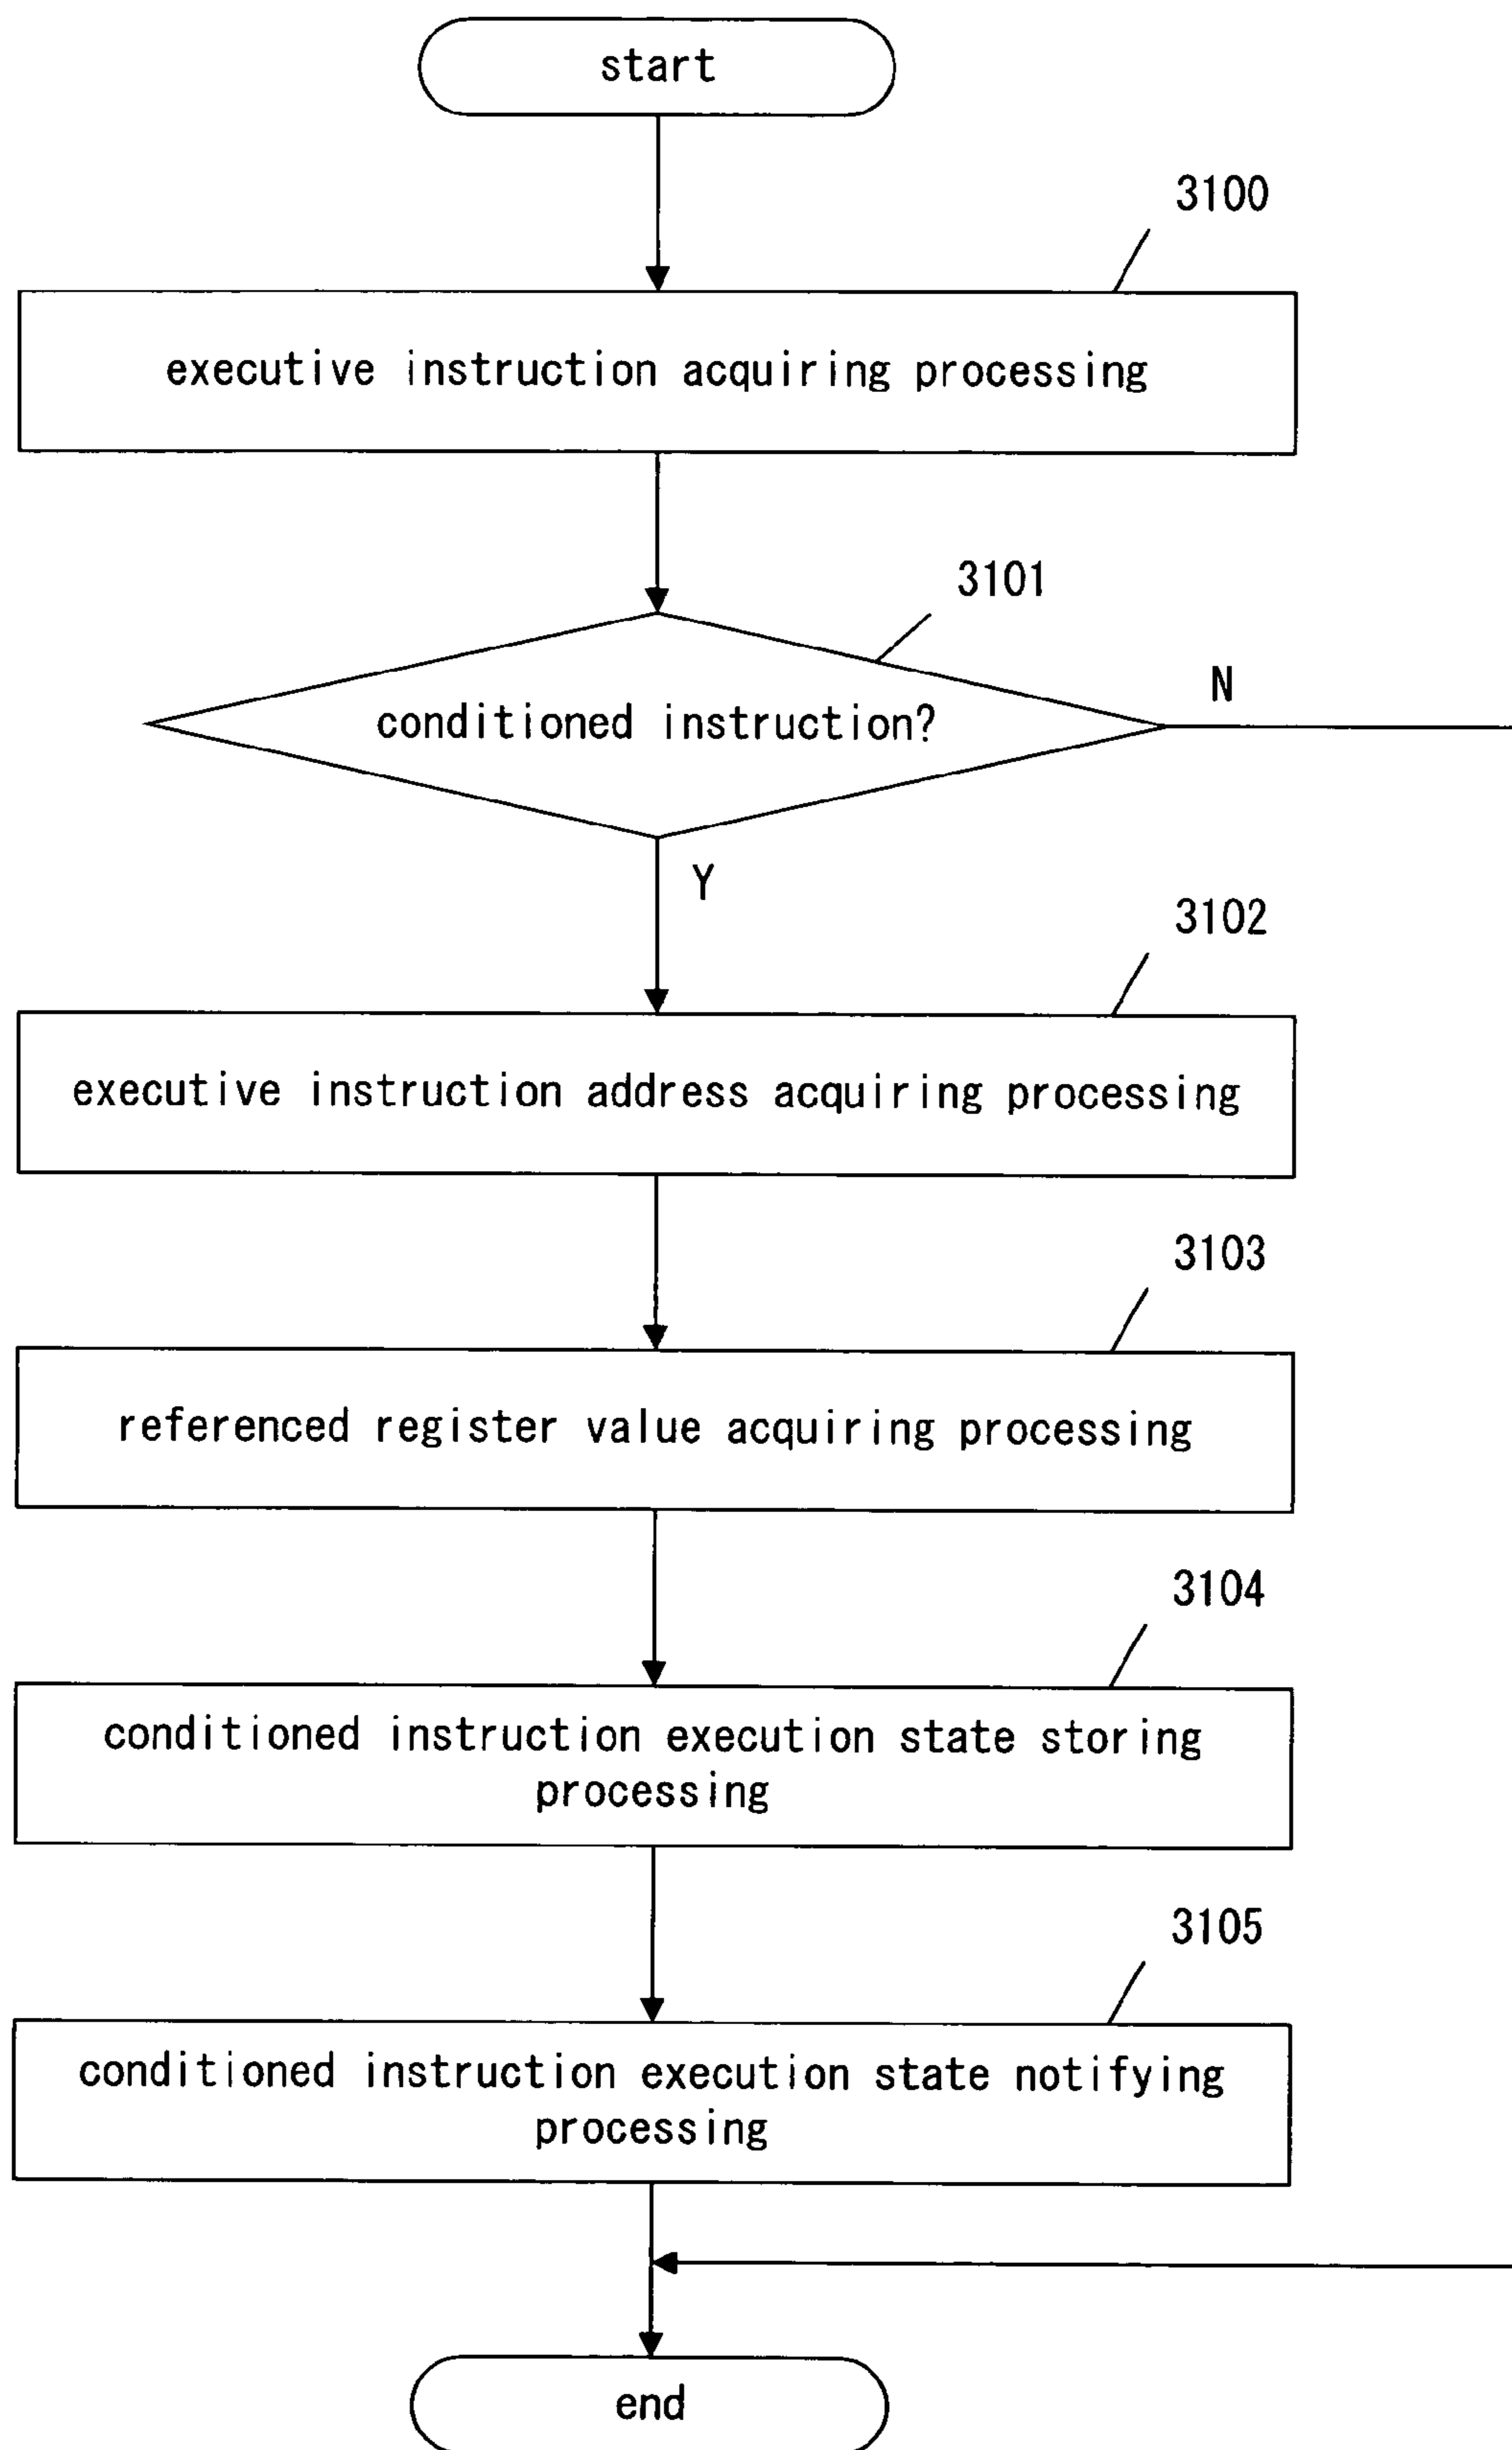 start
3100
executive instruction acquiring processing
3101
conditioned instruction?
N
Y
3102
executive instruction address acquiring processing
3103
referenced register value acquiring processing
3104
conditioned instruction execution state storing
processing
3105
conditioned instruction execution state notifying
processing
end